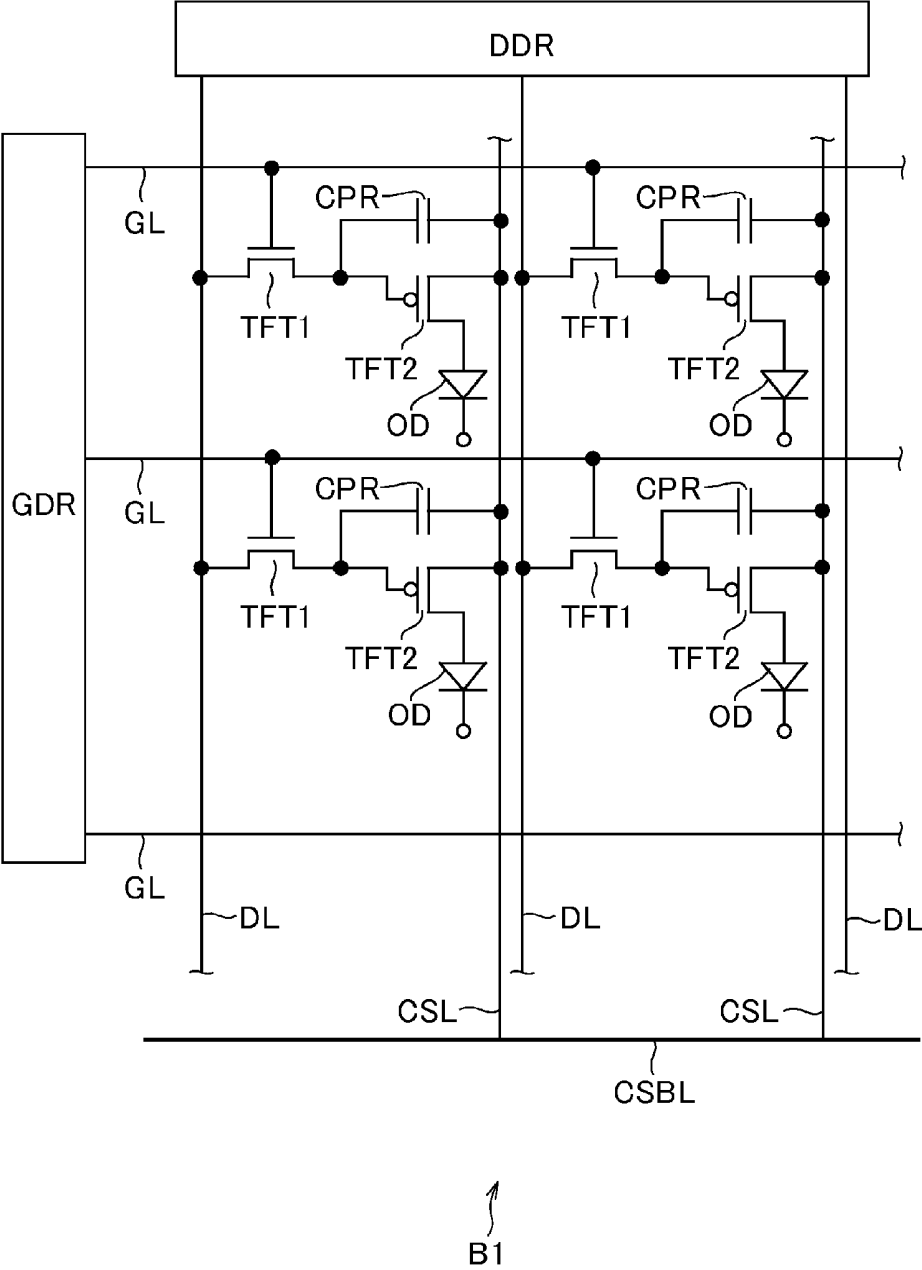 DDR
CPR
CPR
GL
TFT1
TFT1
TFT2
TFT2
OD
OD
GDR
CPR
CPR
GL
TFT1
TFT1
TFT2
TFT2
OD
OD
GL
DL
DL
DL
CSL
CSL
CSBL
B1